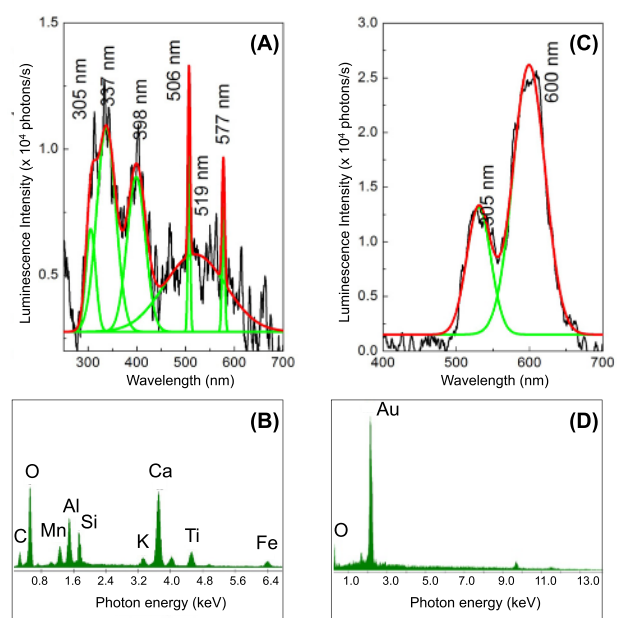 (A)
Luminescence Intensity (x 10⁴ photons/s)
1.5
1.0
0.5
305 nm
337 nm
398 nm
506 nm
519 nm
577 nm
300 400 500 600 700
Wavelength (nm)
(C)
Luminescence Intensity (x 10⁴ photons/s)
3.0
2.5
2.0
1.5
1.0
0.5
0.0
505 nm
600 nm
400 500 600 700
Wavelength (nm)
(B)
C
O
Mn
Al
Si
K
Ca
Ti
Fe
0.8 1.6 2.4 3.2 4.0 4.8 5.6 6.4
Photon energy (keV)
(D)
O
Au
1.0 3.0 5.0 7.0 9.0 11.0 13.0
Photon energy (keV)